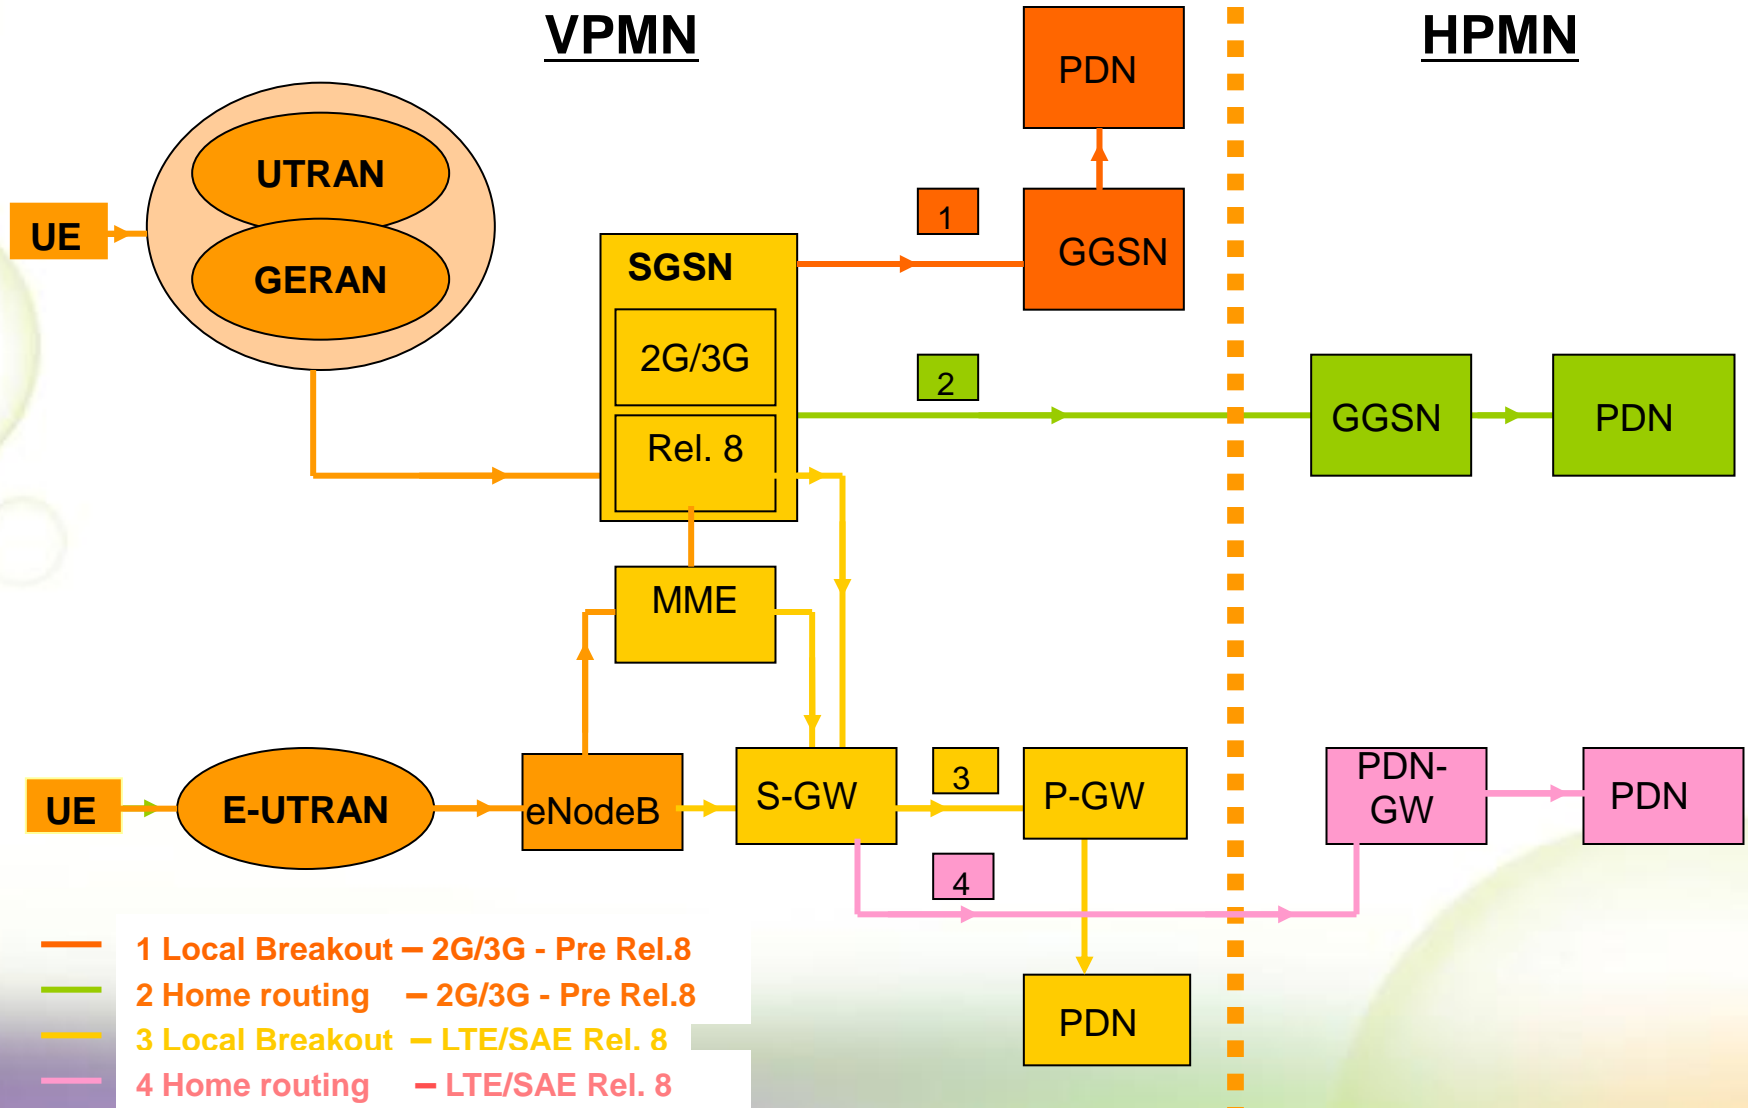 VPMN
HPMN
PDN
UTRAN
UE
GERAN
1
GGSN
SGSN
2G/3G
2
GGSN
PDN
Rel. 8
MME
UE
E-UTRAN
eNodeB
S-GW
3
P-GW
PDN-
GW
PDN
4
PDN
1 Local Breakout – 2G/3G - Pre Rel.8
2 Home routing – 2G/3G - Pre Rel.8
3 Local Breakout – LTE/SAE Rel. 8
4 Home routing – LTE/SAE Rel. 8